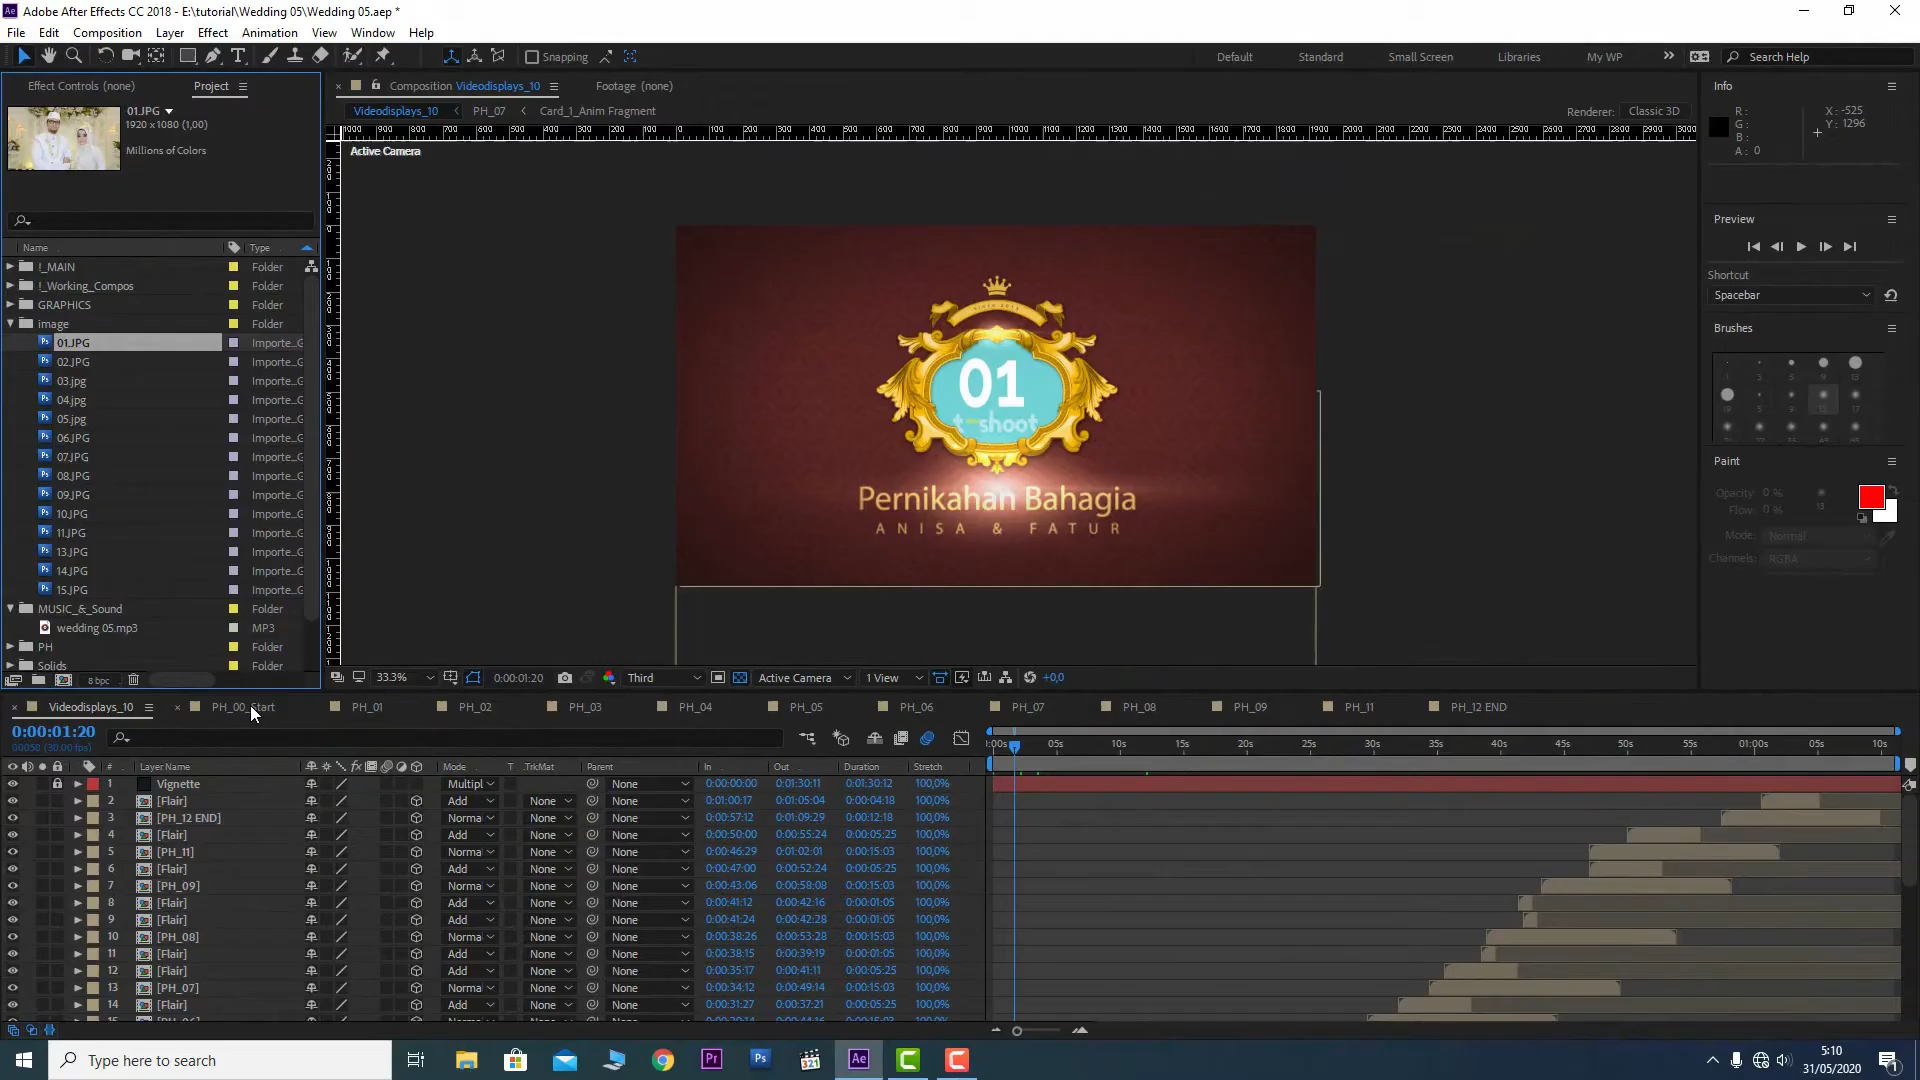 Adobe After Effects CC 2018 - E:\tutorial\Wedding 05\Wedding 05.aep *
File Edit Composition Layer Effect Animation View Window Help
Snapping
Default Standard Small Screen Libraries My WP Search Help
Effect Controls (none) Project
01.JPG
1920 x 1080 (1,00)
Millions of Colors
Name Type
!_MAIN Folder
!_Working_Compos Folder
GRAPHICS Folder
image Folder
01.JPG Importe...G
02.JPG Importe...G
03.jpg Importe...G
04.jpg Importe...G
05.jpg Importe...G
06.JPG Importe...G
07.JPG Importe...G
08.JPG Importe...G
09.JPG Importe...G
10.JPG Importe...G
11.JPG Importe...G
13.JPG Importe...G
14.JPG Importe...G
15.JPG Importe...G
MUSIC_&_Sound Folder
wedding 05.mp3 MP3
PH Folder
Solids Folder
8 bpc
Composition Videodisplays_10 Footage (none)
Videodisplays_10 PH_07 Card_1_Anim Fragment
Renderer: Classic 3D
Active Camera
SINCE 2013
01
Pernikahan Bahagia
ANISA & FATUR
33.3% 0:00:01:20 Third Active Camera 1 View +0,0
Info
R:
G:
B:
A: 0
X: -525
Y: 1296
Preview
Shortcut
Spacebar
Brushes
Paint
Opacity: 0 %
Flow: 0 %
Mode: Normal
Channels: RGBA
Videodisplays_10 PH_00_Start PH_01 PH_02 PH_03 PH_04 PH_05 PH_06 PH_07 PH_08 PH_09 PH_11 PH_12 END
0:00:01:20
00050 (30.00 fps)
# Layer Name Mode T .TrkMat Parent In Out Duration Stretch
:00s 05s 10s 15s 20s 25s 30s 35s 40s 45s 50s 55s 01:00s 05s 10s
1 Vignette Multipl None 0:00:00:00 0:01:30:11 0:01:30:12 100,0%
2 [Flair] Add None None 0:01:00:17 0:01:05:04 0:00:04:18 100,0%
3 [PH_12 END] Norma None None 0:00:57:12 0:01:09:29 0:00:12:18 100,0%
4 [Flair] Add None None 0:00:50:00 0:00:55:24 0:00:05:25 100,0%
5 [PH_11] Norma None None 0:00:46:29 0:01:02:01 0:00:15:03 100,0%
6 [Flair] Add None None 0:00:47:00 0:00:52:24 0:00:05:25 100,0%
7 [PH_09] Norma None None 0:00:43:06 0:00:58:08 0:00:15:03 100,0%
8 [Flair] Add None None 0:00:41:12 0:00:42:16 0:00:01:05 100,0%
9 [Flair] Add None None 0:00:41:24 0:00:42:28 0:00:01:05 100,0%
10 [PH_08] Norma None None 0:00:38:26 0:00:53:28 0:00:15:03 100,0%
11 [Flair] Add None None 0:00:38:15 0:00:39:19 0:00:01:05 100,0%
12 [Flair] Add None None 0:00:35:17 0:00:41:11 0:00:05:25 100,0%
13 [PH_07] Norma None None 0:00:34:12 0:00:49:14 0:00:15:03 100,0%
14 [Flair] Add None None 0:00:31:27 0:00:37:21 0:00:05:25 100,0%
Type here to search
5:10
31/05/2020